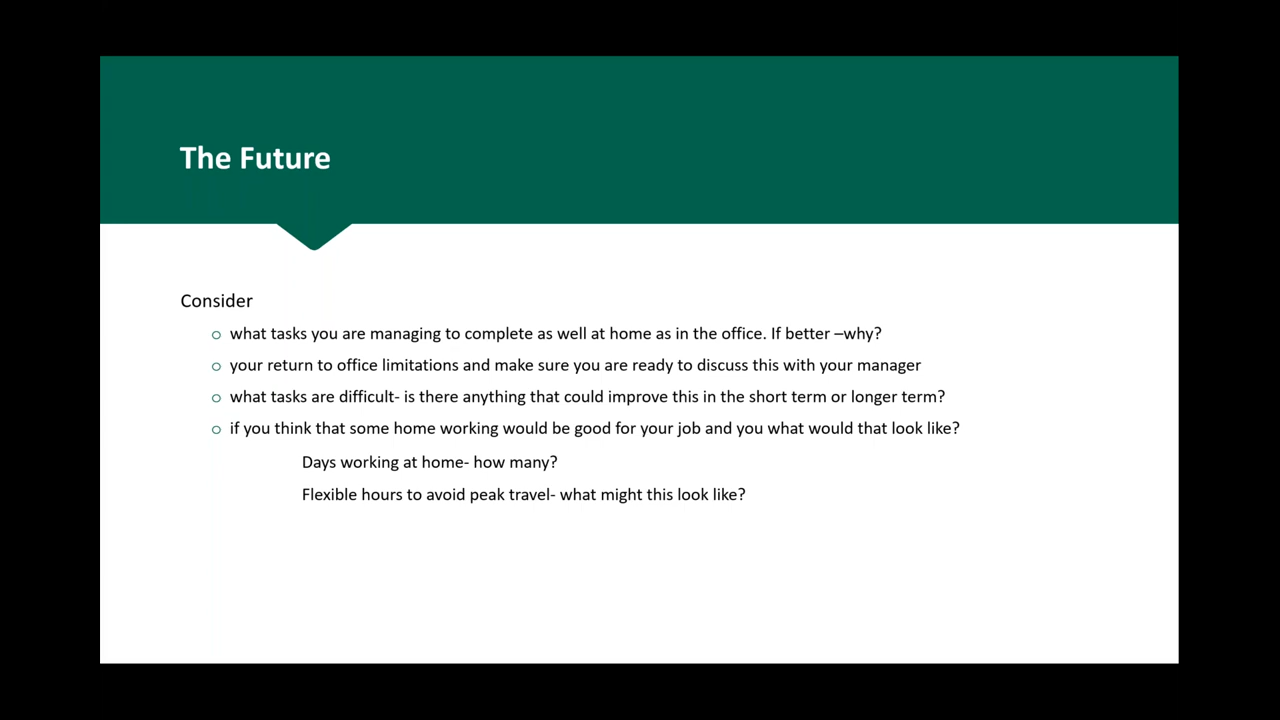 The Future
Consider
what tasks you are managing to complete as well at home as in the office. If better –why?
your return to office limitations and make sure you are ready to discuss this with your manager
what tasks are difficult- is there anything that could improve this in the short term or longer term?
if you think that some home working would be good for your job and you what would that look like?
Days working at home- how many?
Flexible hours to avoid peak travel- what might this look like?